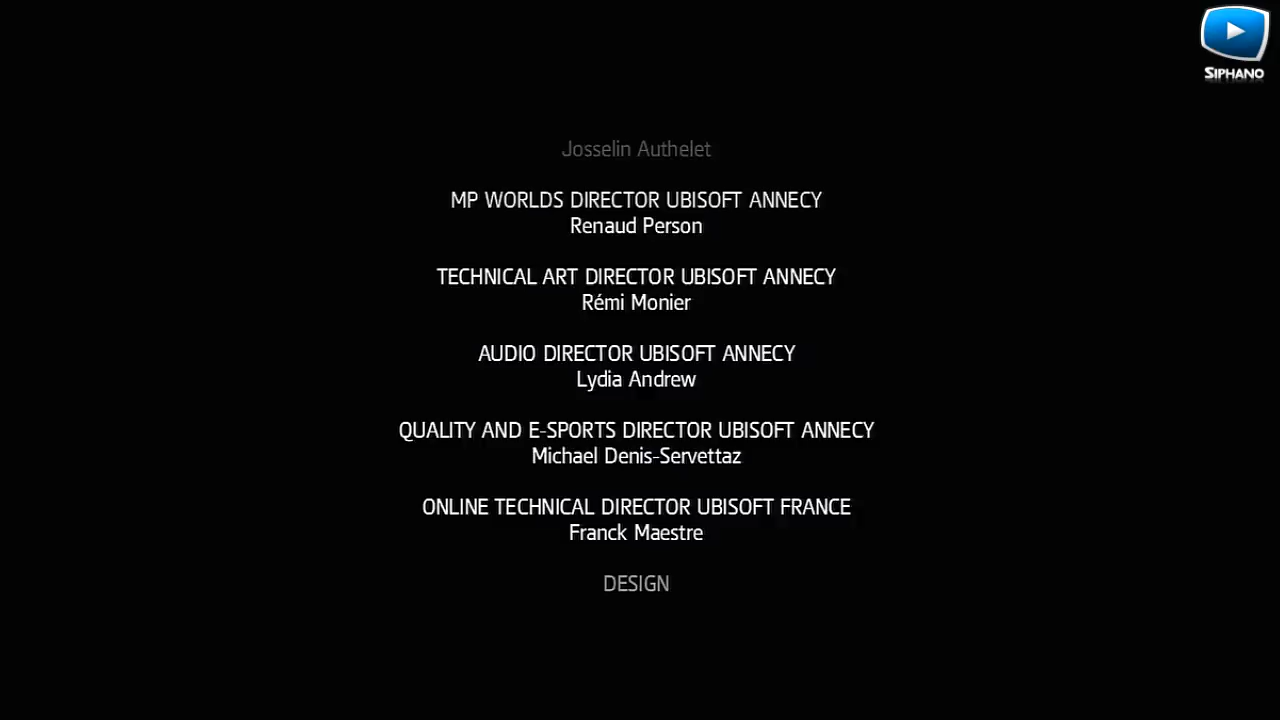 SIPHANO
Josselin Authelet
MP WORLDS DIRECTOR UBISOFT ANNECY
Renaud Person
TECHNICAL ART DIRECTOR UBISOFT ANNECY
Rémi Monier
AUDIO DIRECTOR UBISOFT ANNECY
Lydia Andrew
QUALITY AND E-SPORTS DIRECTOR UBISOFT ANNECY
Michael Denis-Servettaz
ONLINE TECHNICAL DIRECTOR UBISOFT FRANCE
Franck Maestre
DESIGN